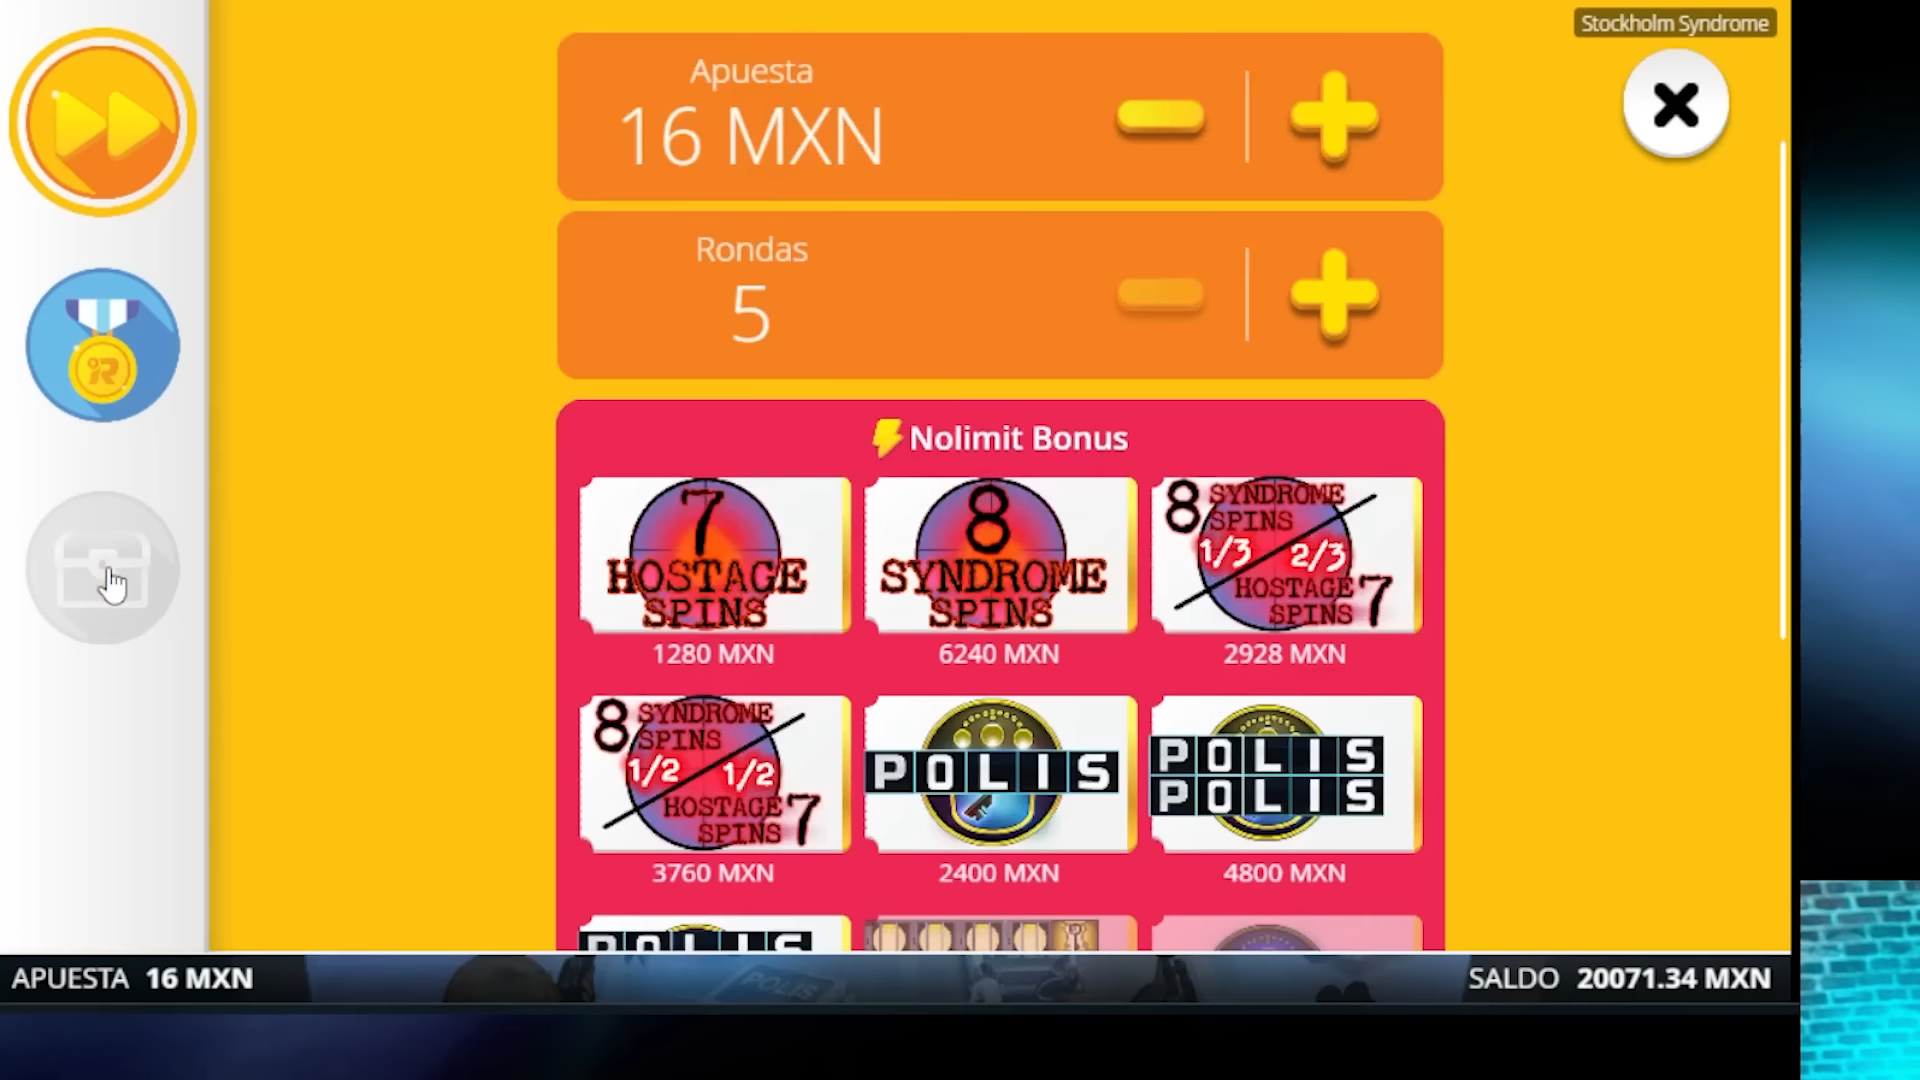 Stockholm Syndrome
Apuesta
16 MXN
Rondas
5
Nolimit Bonus
7
HOSTAGE
SPINS
1280 MXN
8
SYNDROME
SPINS
6240 MXN
8 SYNDROME
SPINS
1/3 2/3
HOSTAGE 7
SPINS
2928 MXN
8 SYNDROME
SPINS
1/2 1/2
HOSTAGE 7
SPINS
3760 MXN
POLIS
2400 MXN
POLIS
POLIS
4800 MXN
POLIS
APUESTA 16 MXN
POLIS
SALDO 20071.34 MXN